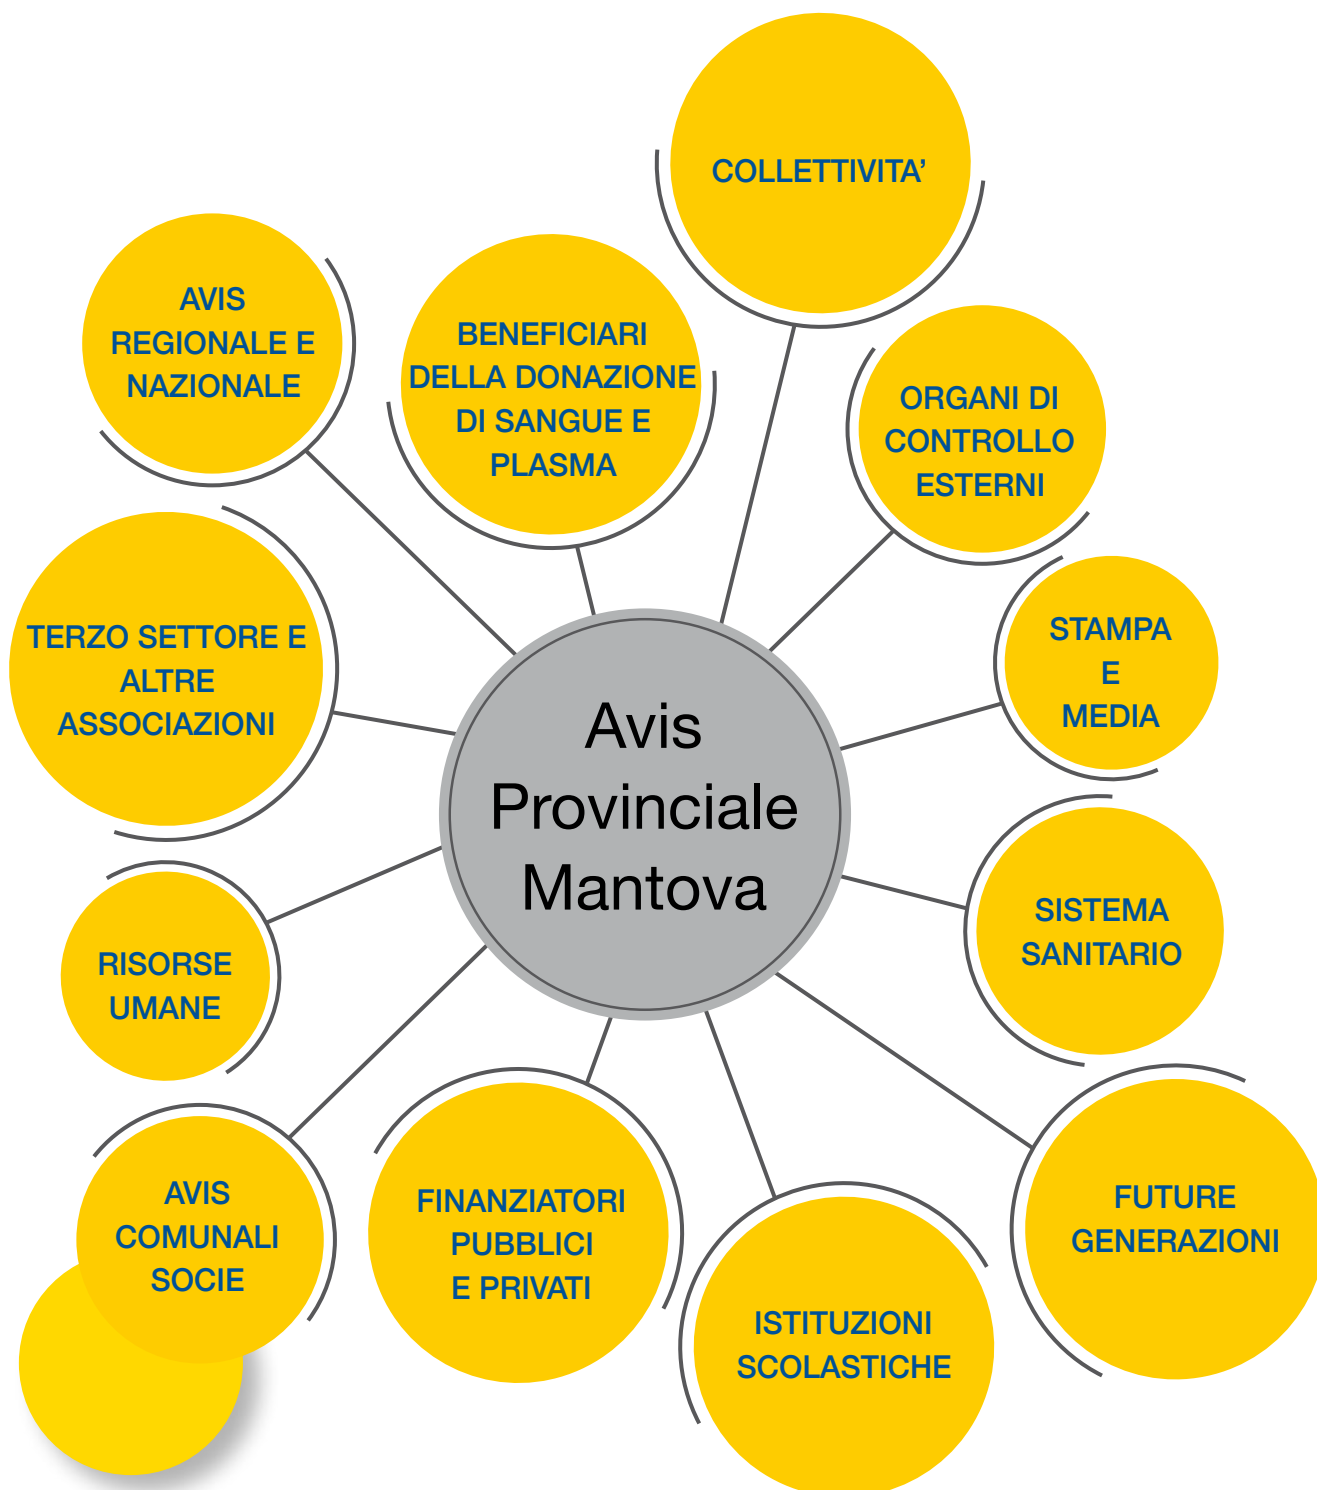 COLLETTIVITA’
AVIS
REGIONALE E
NAZIONALE
BENEFICIARI
DELLA DONAZIONE
DI SANGUE E
PLASMA
ORGANI DI
CONTROLLO
ESTERNI
TERZO SETTORE E
ALTRE
ASSOCIAZIONI
STAMPA
E
MEDIA
Avis
Provinciale
Mantova
RISORSE
UMANE
SISTEMA
SANITARIO
AVIS
COMUNALI
SOCIE
FINANZIATORI
PUBBLICI
E PRIVATI
ISTITUZIONI
SCOLASTICHE
FUTURE
GENERAZIONI